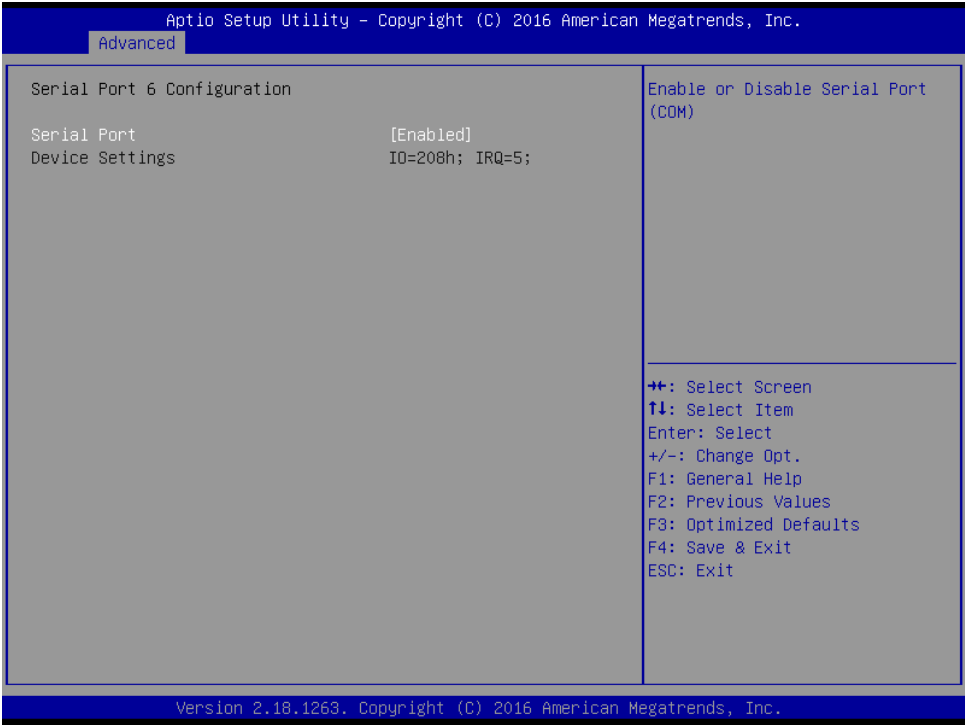 Aptio Setup Utility – Copyright (C) 2016 American Megatrends, Inc.
Advanced
Serial Port 6 Configuration
Serial Port [Enabled]
Device Settings IO=208h; IRQ=5;
Enable or Disable Serial Port
(COM)
→←: Select Screen
↑↓: Select Item
Enter: Select
+/-: Change Opt.
F1: General Help
F2: Previous Values
F3: Optimized Defaults
F4: Save & Exit
ESC: Exit
Version 2.18.1263. Copyright (C) 2016 American Megatrends, Inc.